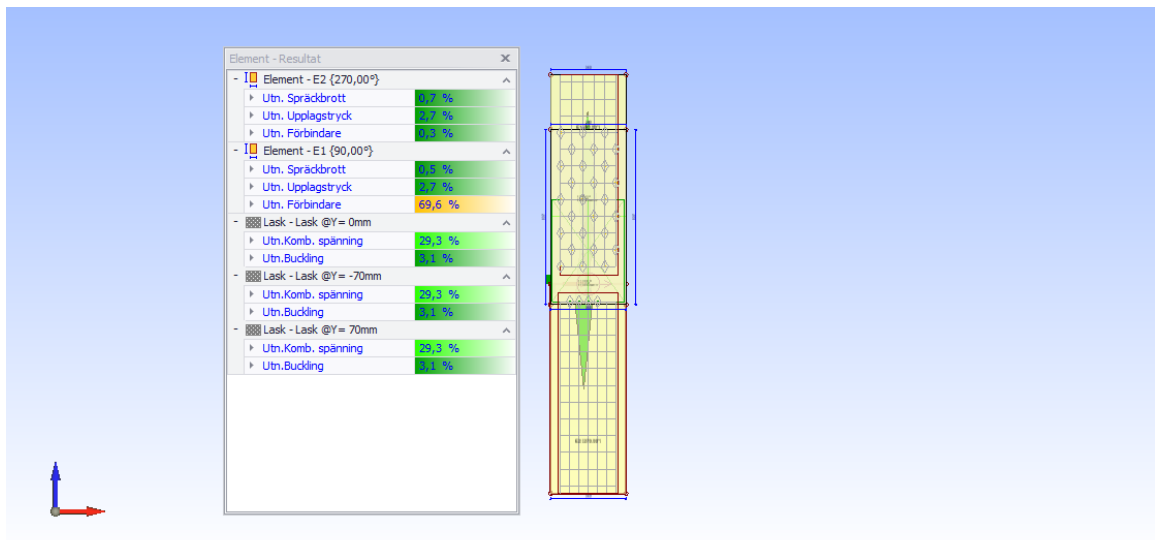 Element - Resultat
Element - E2 {270,00°}
Utn. Spräckbrott 0,7 %
Utn. Upplagstryck 2,7 %
Utn. Förbindare 0,3 %
Element - E1 {90,00°}
Utn. Spräckbrott 0,5 %
Utn. Upplagstryck 2,7 %
Utn. Förbindare 69,6 %
Lask - Lask @Y= 0mm
Utn.Komb. spänning 29,3 %
Utn.Buckling 3,1 %
Lask - Lask @Y= -70mm
Utn.Komb. spänning 29,3 %
Utn.Buckling 3,1 %
Lask - Lask @Y= 70mm
Utn.Komb. spänning 29,3 %
Utn.Buckling 3,1 %